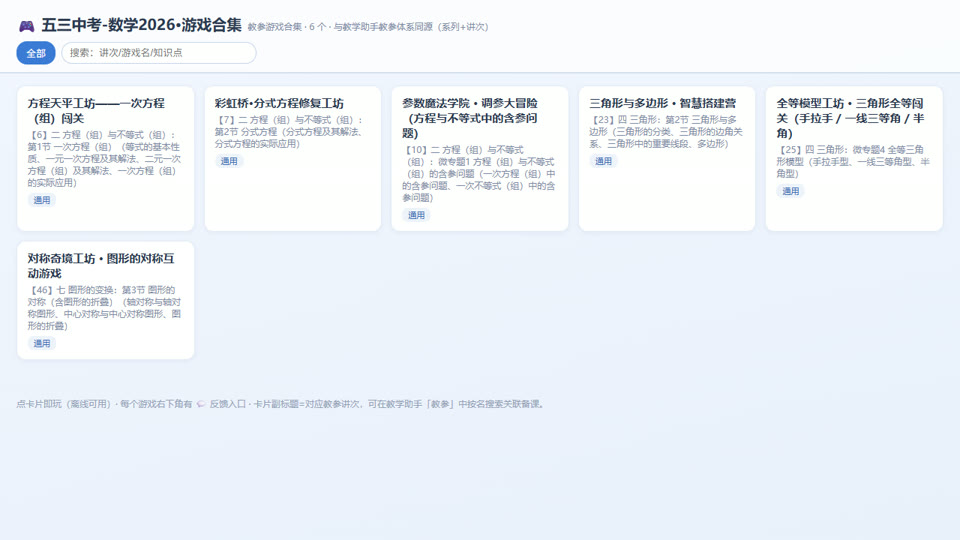 🎮 五三中考-数学2026•游戏合集 教参游戏合集 · 6 个 · 与教学助手教参体系同源（系列+讲次）
全部 搜索：讲次/游戏名/知识点
方程天平工坊——一次方程
（组）闯关
【6】二 方程（组）与不等式（组）：
第1节 一次方程（组）（等式的基本性
质、一元一次方程及解法、二元一次
方程（组）及其解法、一次方程（组）
的实际应用）
通用
彩虹桥•分式方程修复工坊
【7】二 方程（组）与不等式（组）：
第2节 分式方程（分式方程及其解法、
分式方程的实际应用）
通用
参数魔法学院・调参大冒险
（方程与不等式中的含参问
题）
【10】二 方程（组）与不等式
（组）：微专题1 方程（组）与不等式
（组）的含参问题（一次方程（组）中
的含参问题、一次不等式（组）中的含
参问题）
通用
三角形与多边形・智慧搭建营
【23】四 三角形：第2节 三角形与多
边形（三角形的分类、三角形的边角关
系、三角形中的重要线段、多边形）
通用
全等模型工坊・三角形全等闯
关（手拉手 / 一线三等角 / 半
角）
【25】四 三角形：微专题4 全等三角
形模型（手拉手型、一线三等角型、半
角型）
通用
对称奇境工坊・图形的对称互
动游戏
【46】七 图形的变换：第3节 图形的
对称（含图形的折叠）（轴对称与轴对
称图形、中心对称与中心对称图形、图
形的折叠）
通用
点卡片即玩（离线可用）· 每个游戏右下角有 反馈入口 · 卡片副标题=对应教参讲次，可在教学助手「教参」中按名搜索关联备课。